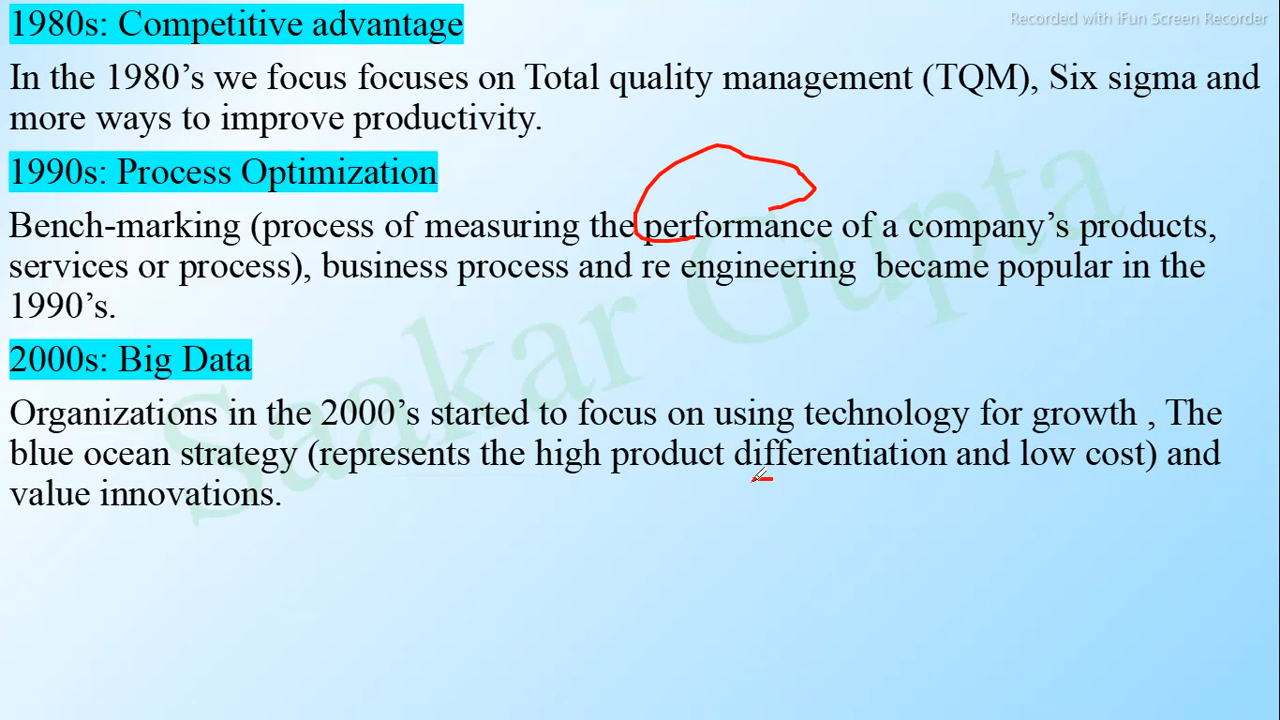 Recorded with iFun Screen Recorder
1980s: Competitive advantage
In the 1980’s we focus focuses on Total quality management (TQM), Six sigma and
more ways to improve productivity.
1990s: Process Optimization
Bench-marking (process of measuring the performance of a company’s products,
services or process), business process and re engineering became popular in the
1990’s.
2000s: Big Data
Organizations in the 2000’s started to focus on using technology for growth , The
blue ocean strategy (represents the high product differentiation and low cost) and
value innovations.
Saakar Gupta